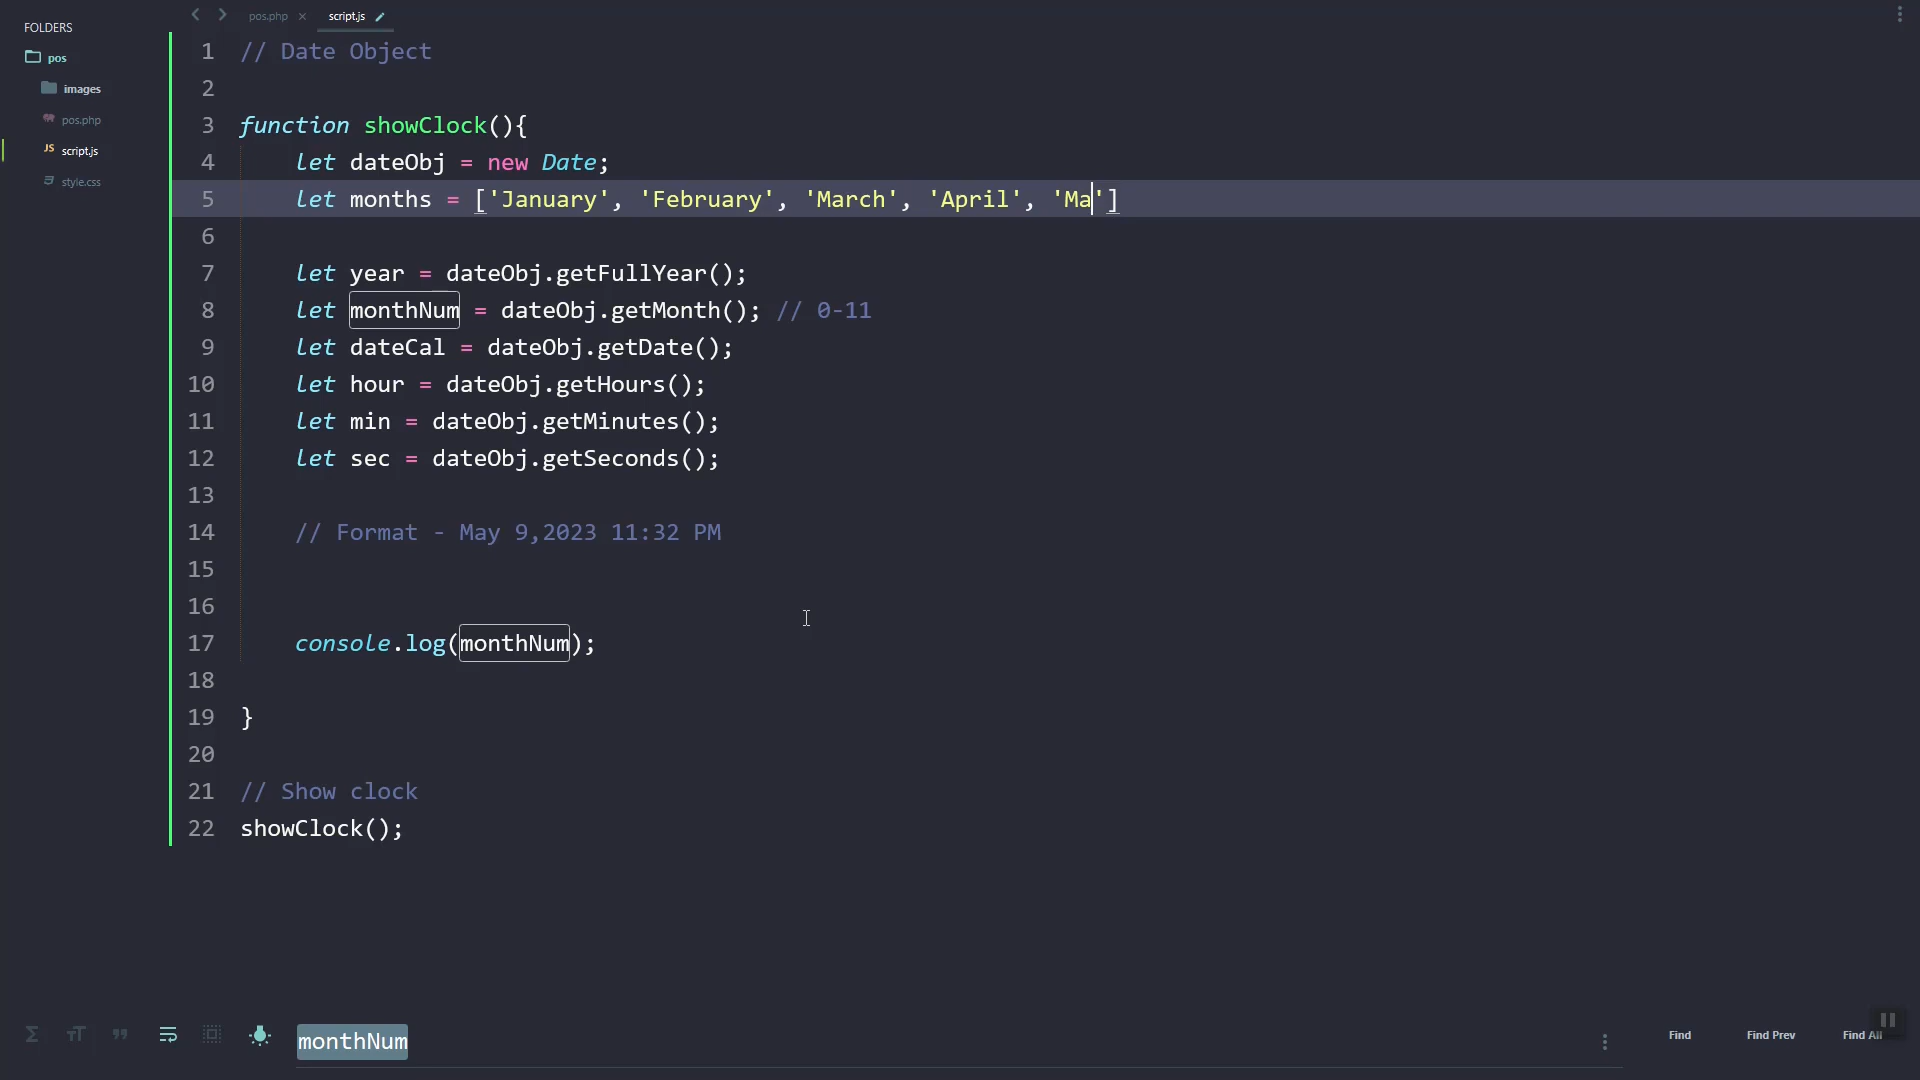 FOLDERS
pos
images
pos.php
script.js
style.css
pos.php ×
script.js
1 // Date Object
2
3 function showClock(){
4 let dateObj = new Date;
5 let months = ['January', 'February', 'March', 'April', 'Ma']
6
7 let year = dateObj.getFullYear();
8 let monthNum = dateObj.getMonth(); // 0-11
9 let dateCal = dateObj.getDate();
10 let hour = dateObj.getHours();
11 let min = dateObj.getMinutes();
12 let sec = dateObj.getSeconds();
13
14 // Format - May 9,2023 11:32 PM
15
16
17 console.log(monthNum);
18
19 }
20
21 // Show clock
22 showClock();
monthNum
Find
Find Prev
Find All